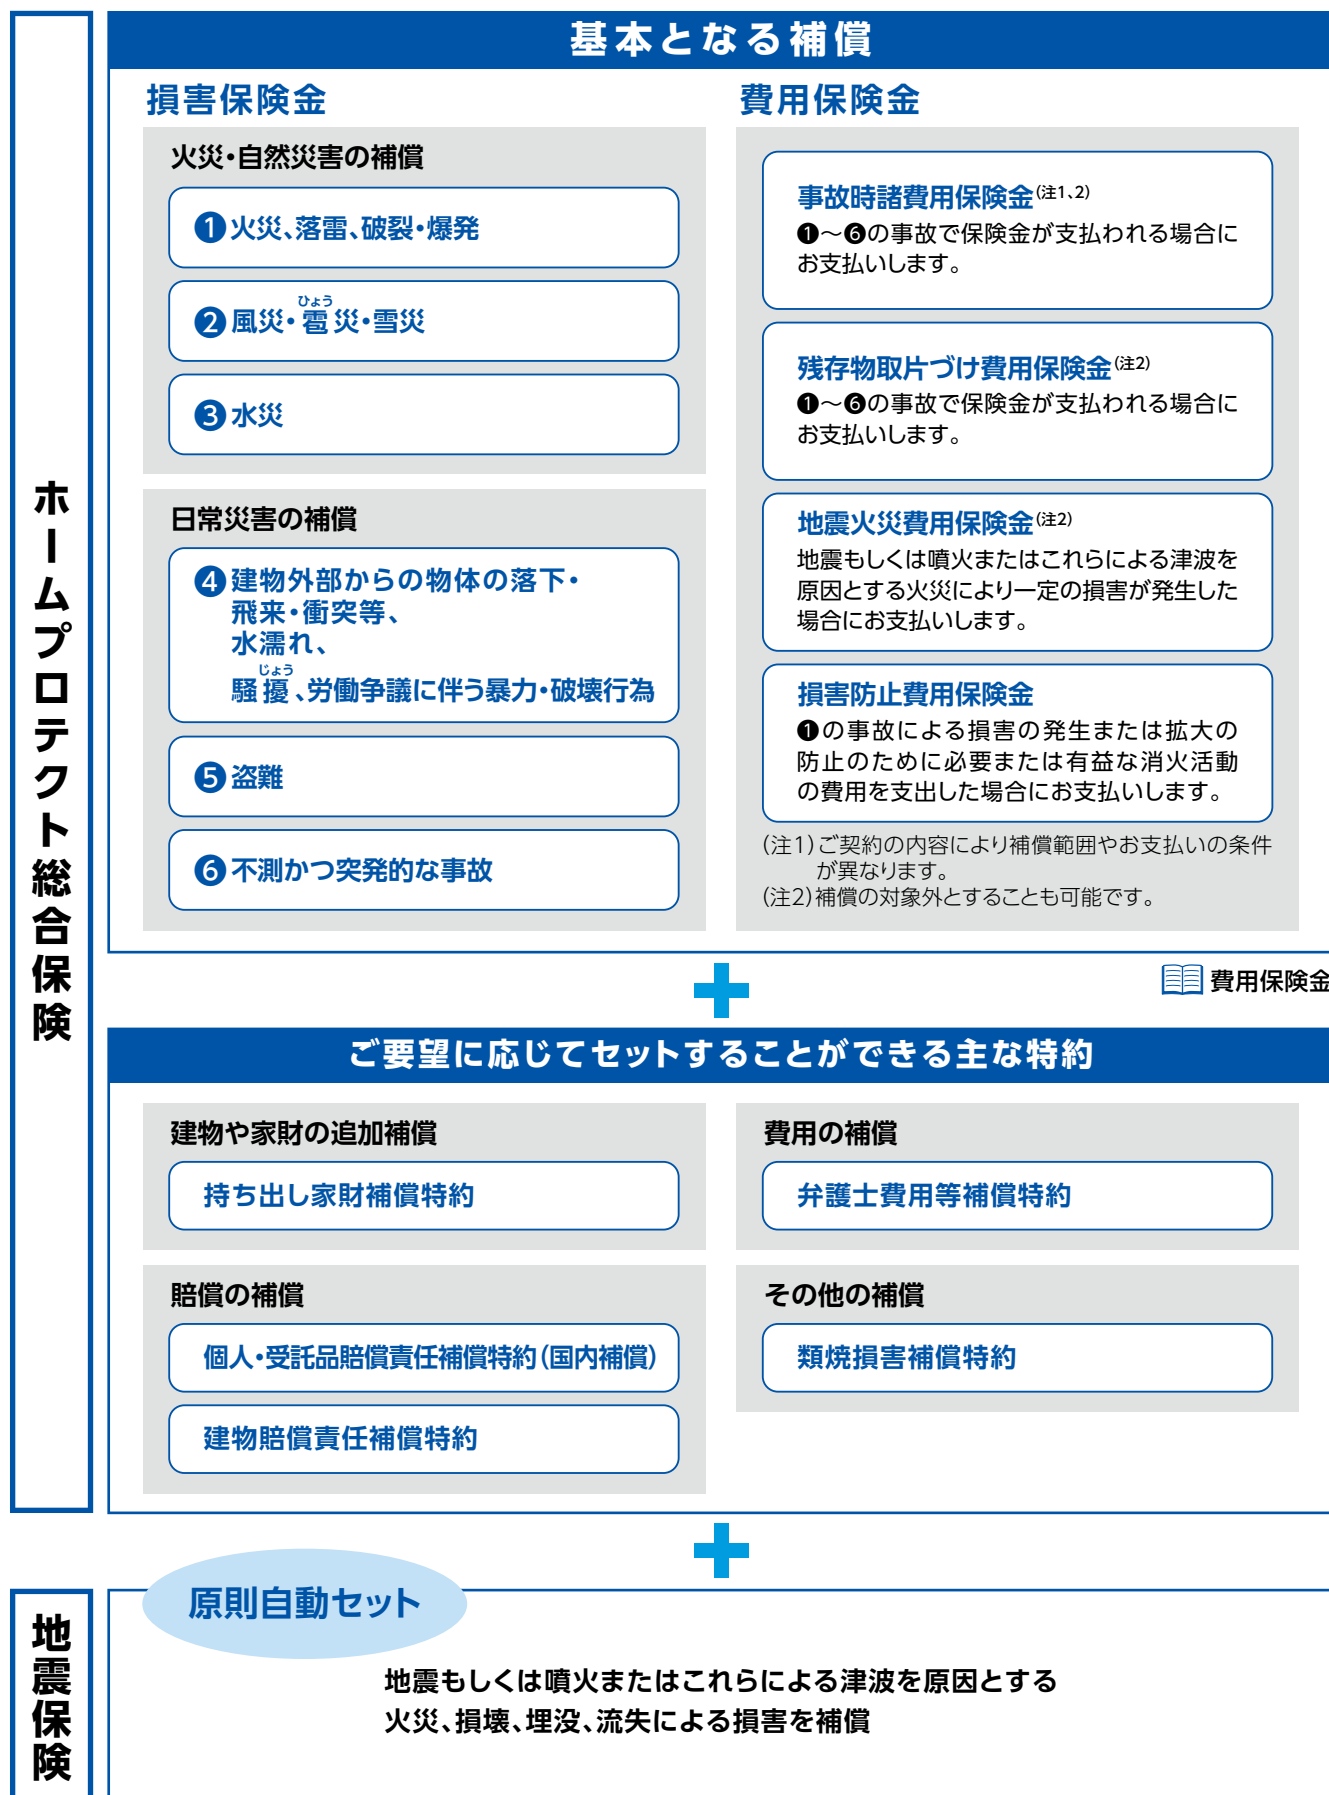 ホームプロテクト総合保険
基本となる補償
損害保険金
火災・自然災害の補償
❶火災、落雷、破裂・爆発
ひょう
❷風災・雹災・雪災
❸水災
日常災害の補償
❹建物外部からの物体の落下・
飛来・衝突等、
水濡れ、
じょう
騒擾、労働争議に伴う暴力・破壊行為
❺盗難
❻不測かつ突発的な事故
費用保険金
事故時諸費用保険金(注1、2)
❶～❻の事故で保険金が支払われる場合に
お支払いします。
残存物取片づけ費用保険金(注2)
❶～❻の事故で保険金が支払われる場合に
お支払いします。
地震火災費用保険金(注2)
地震もしくは噴火またはこれらによる津波を
原因とする火災により一定の損害が発生した
場合にお支払いします。
損害防止費用保険金
❶の事故による損害の発生または拡大の
防止のために必要または有益な消火活動
の費用を支出した場合にお支払いします。
(注1)ご契約の内容により補償範囲やお支払いの条件
が異なります。
(注2)補償の対象外とすることも可能です。
費用保険金
ご要望に応じてセットすることができる主な特約
建物や家財の追加補償
持ち出し家財補償特約
費用の補償
弁護士費用等補償特約
賠償の補償
個人・受託品賠償責任補償特約(国内補償)
建物賠償責任補償特約
その他の補償
類焼損害補償特約
地震保険
原則自動セット
地震もしくは噴火またはこれらによる津波を原因とする
火災、損壊、埋没、流失による損害を補償